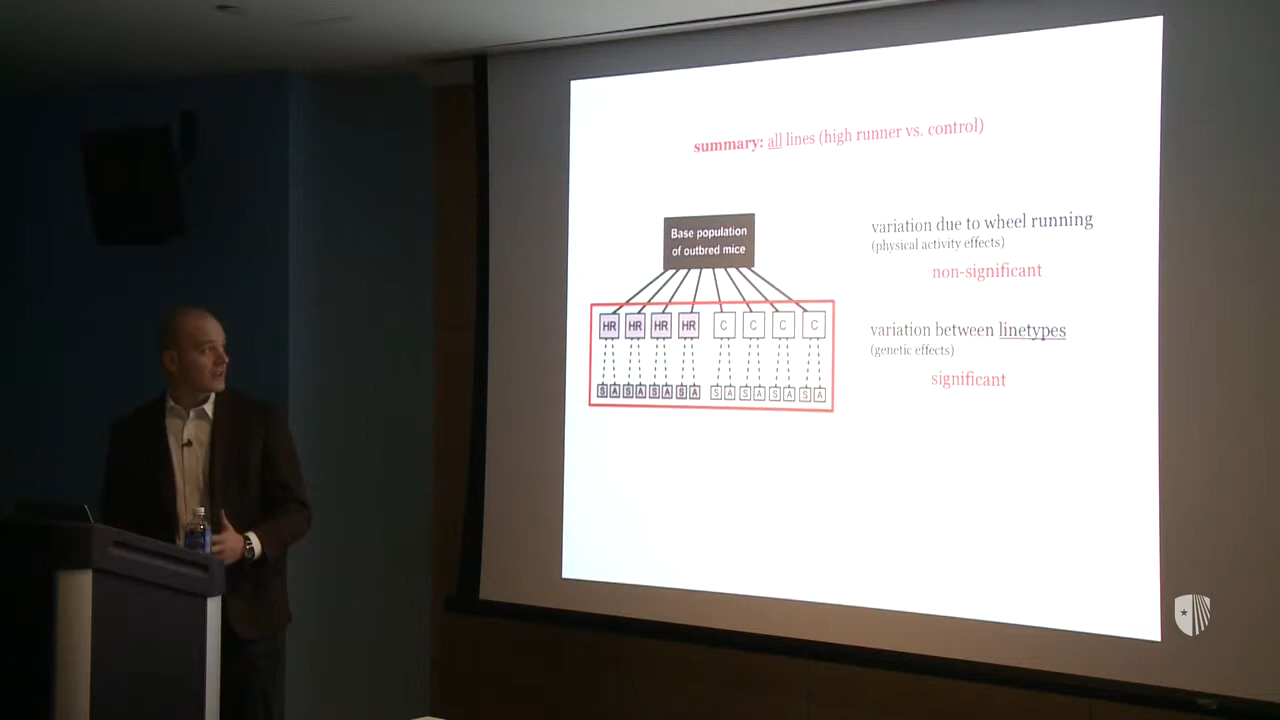 summary: all lines (high runner vs. control)
Base population
of outbred mice
variation due to wheel running
(physical activity effects)
non-significant
HR HR HR HR C C C C
variation between linetypes
(genetic effects)
significant
S A S A S A S A S A S A S A S A